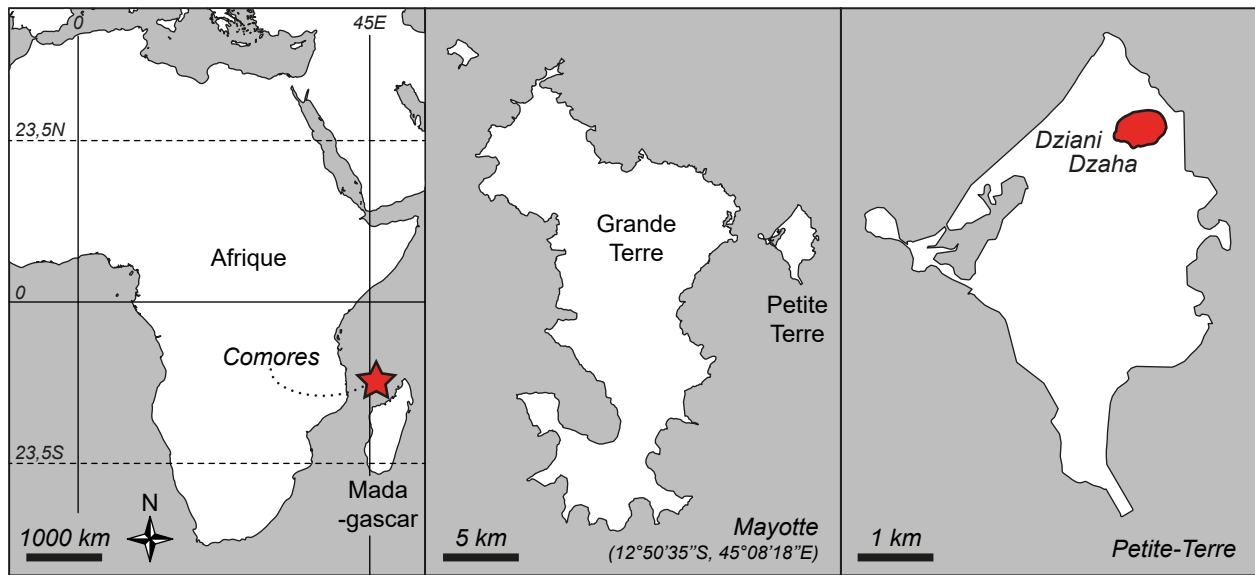 0
45E
23,5N
Afrique
0
Comores
23,5S
N
Mada
-gascar
1000 km
Grande
Terre
Petite
Terre
5 km
Mayotte
(12°50’35’’S, 45°08’18’’E)
Dziani
Dzaha
1 km
Petite-Terre